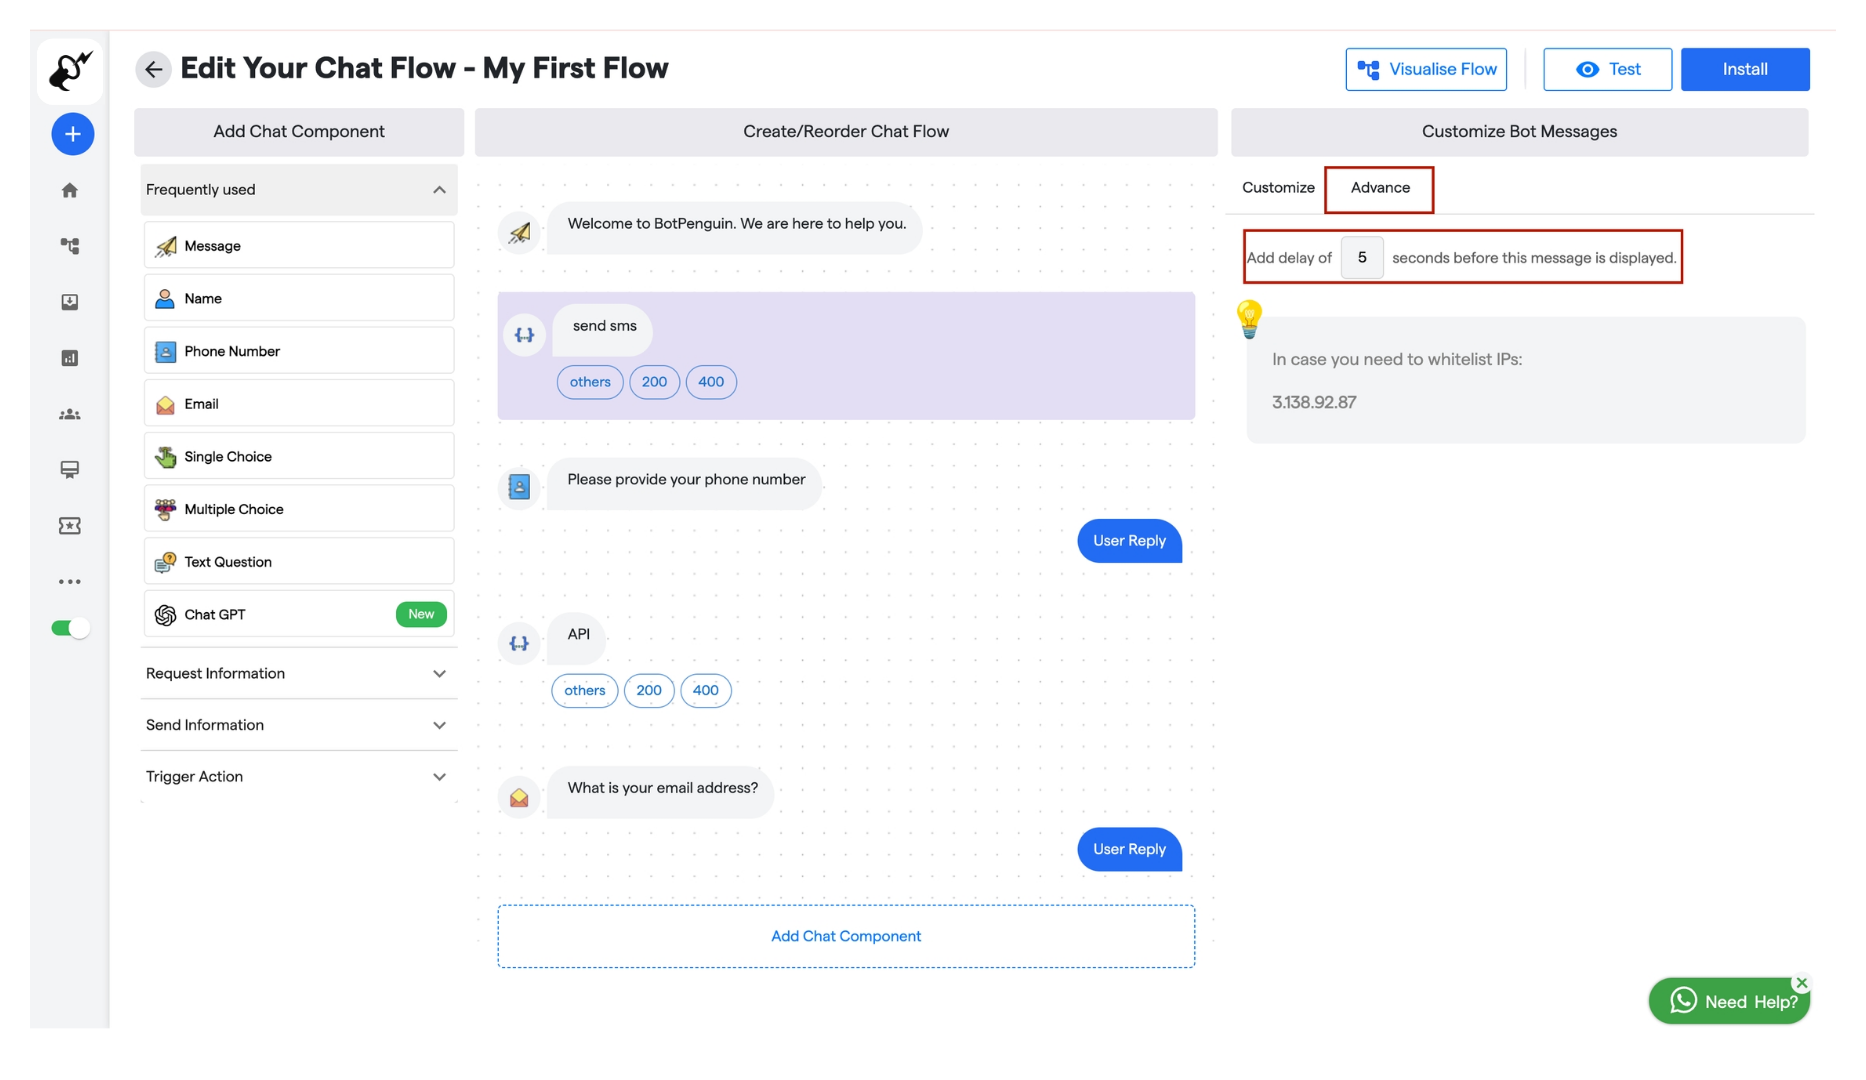 Edit Your Chat Flow - My First Flow
Visualise Flow
Test
Install
Add Chat Component
Create/Reorder Chat Flow
Customize Bot Messages
Frequently used
Message
Name
Phone Number
Email
Single Choice
Multiple Choice
Text Question
Chat GPT
New
Request Information
Send Information
Trigger Action
Welcome to BotPenguin. We are here to help you.
send sms
others 200 400
Please provide your phone number
User Reply
API
others 200 400
What is your email address?
User Reply
Add Chat Component
Customize Advance
Add delay of 5 seconds before this message is displayed.
In case you need to whitelist IPs:
3.138.92.87
Need Help?